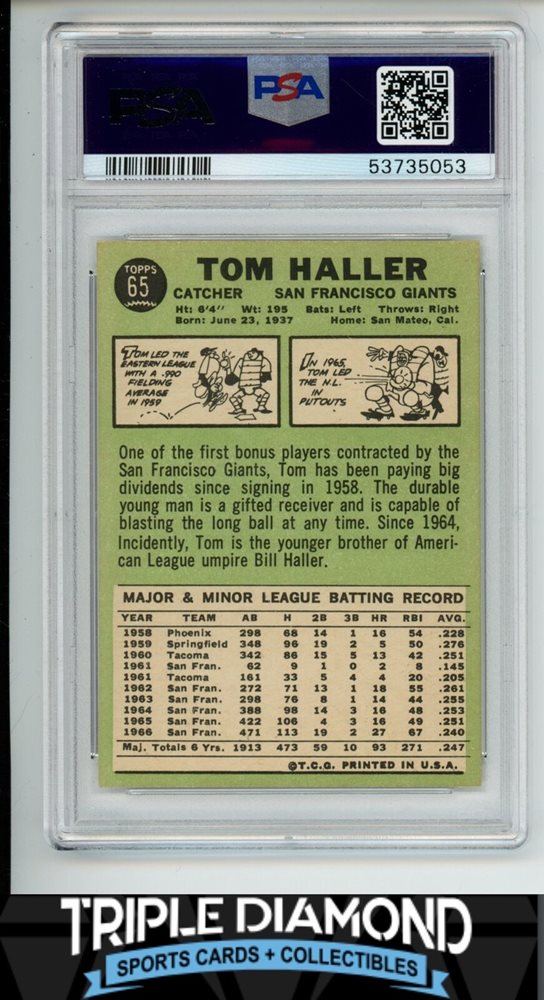 PSA
PSA
53735053
TOPPS
65
TOM HALLER
CATCHER SAN FRANCISCO GIANTS
Ht: 6'4" Wt: 195 Bats: Left Throws: Right
Born: June 23, 1937 Home: San Mateo, Cal.
TOM LED THE
EASTERN LEAGUE
WITH A .990
FIELDING
AVERAGE
IN 1959
IN 1965,
TOM LED
THE N.L.
IN
PUTOUTS
One of the first bonus players contracted by the
San Francisco Giants, Tom has been paying big
dividends since signing in 1958. The durable
young man is a gifted receiver and is capable of
blasting the long ball at any time. Since 1964,
Incidently, Tom is the younger brother of Ameri-
can League umpire Bill Haller.
MAJOR & MINOR LEAGUE BATTING RECORD
YEAR TEAM AB H 2B 3B HR RBI AVG.
1958 Phoenix 298 68 14 1 16 54 .228
1959 Springfield 348 96 19 2 5 50 .276
1960 Tacoma 342 86 15 5 13 42 .251
1961 San Fran. 62 9 1 0 2 8 .145
1961 Tacoma 161 33 5 4 4 20 .205
1962 San Fran. 272 71 13 1 18 55 .261
1963 San Fran. 298 76 8 1 14 44 .255
1964 San Fran. 388 98 14 3 16 48 .253
1965 San Fran. 422 106 4 3 16 49 .251
1966 San Fran. 471 113 19 2 27 67 .240
Maj. Totals 6 Yrs. 1913 473 59 10 93 271 .247
©T.C.G. PRINTED IN U.S.A.
TRIPLE DIAMOND
SPORTS CARDS + COLLECTIBLES